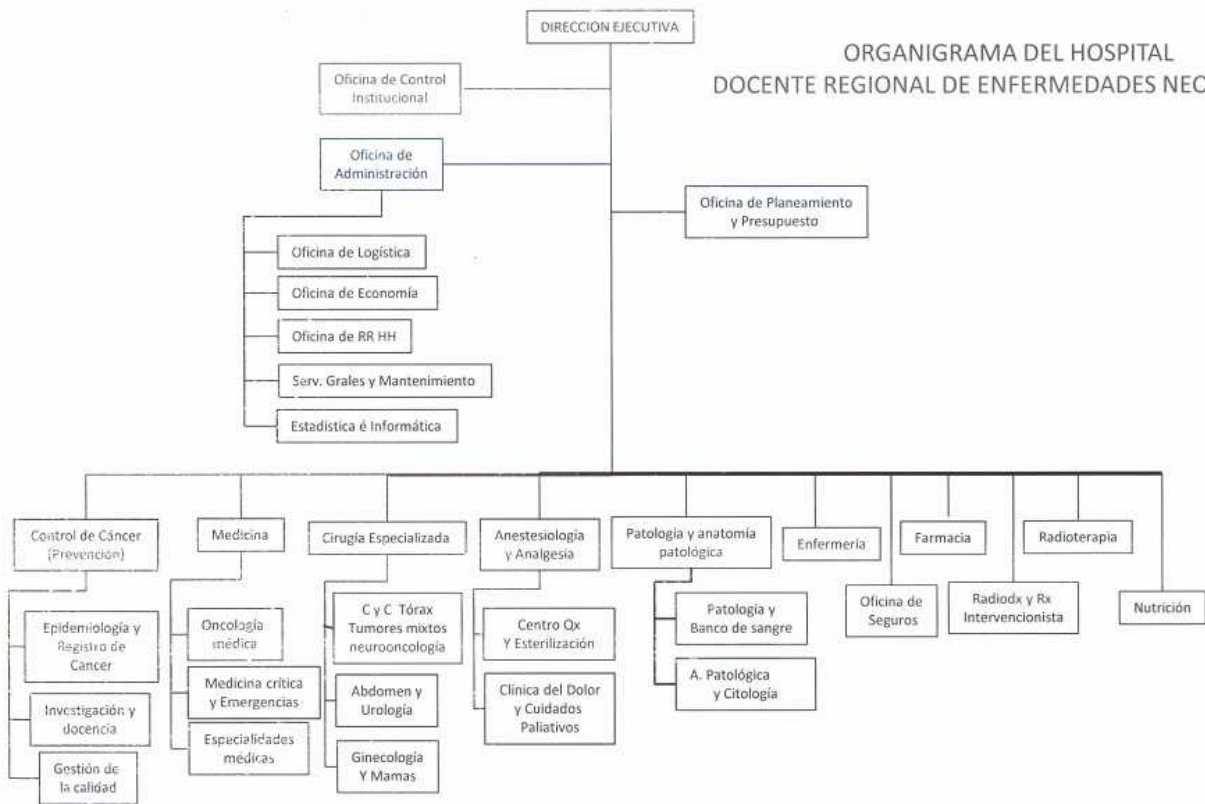 DIRECCION EJECUTIVA
ORGANIGRAMA DEL HOSPITAL
DOCENTE REGIONAL DE ENFERMEDADES NEO
Oficina de Control
Institucional
Oficina de
Administración
Oficina de Planeamiento
y Presupuesto
Oficina de Logística
Oficina de Economía
Oficina de RR HH
Serv. Grales y Mantenimiento
Estadistica é Informática
Control de Cáncer
(Prevención)
Medicina
Cirugía Especializada
Anestesiología
y Analgesia
Patología y anatomía
patológica
Enfermería
Farmacia
Radioterapia
Oficina de
Seguros
Radiodx y Rx
Intervencionista
Nutrición
Epidemiología y
Registro de
Cancer
Investigación y
docencia
Gestión de
la calidad
Oncología
médica
Medicina crítica
y Emergencias
Especialidades
médicas
C y C Tórax
Tumores mixtos
neurooncología
Abdomen y
Urología
Ginecología
Y Mamas
Centro Qx
Y Esterilización
Clínica del Dolor
y Cuidados
Paliativos
Patología y
Banco de sangre
A. Patológica
y Citología